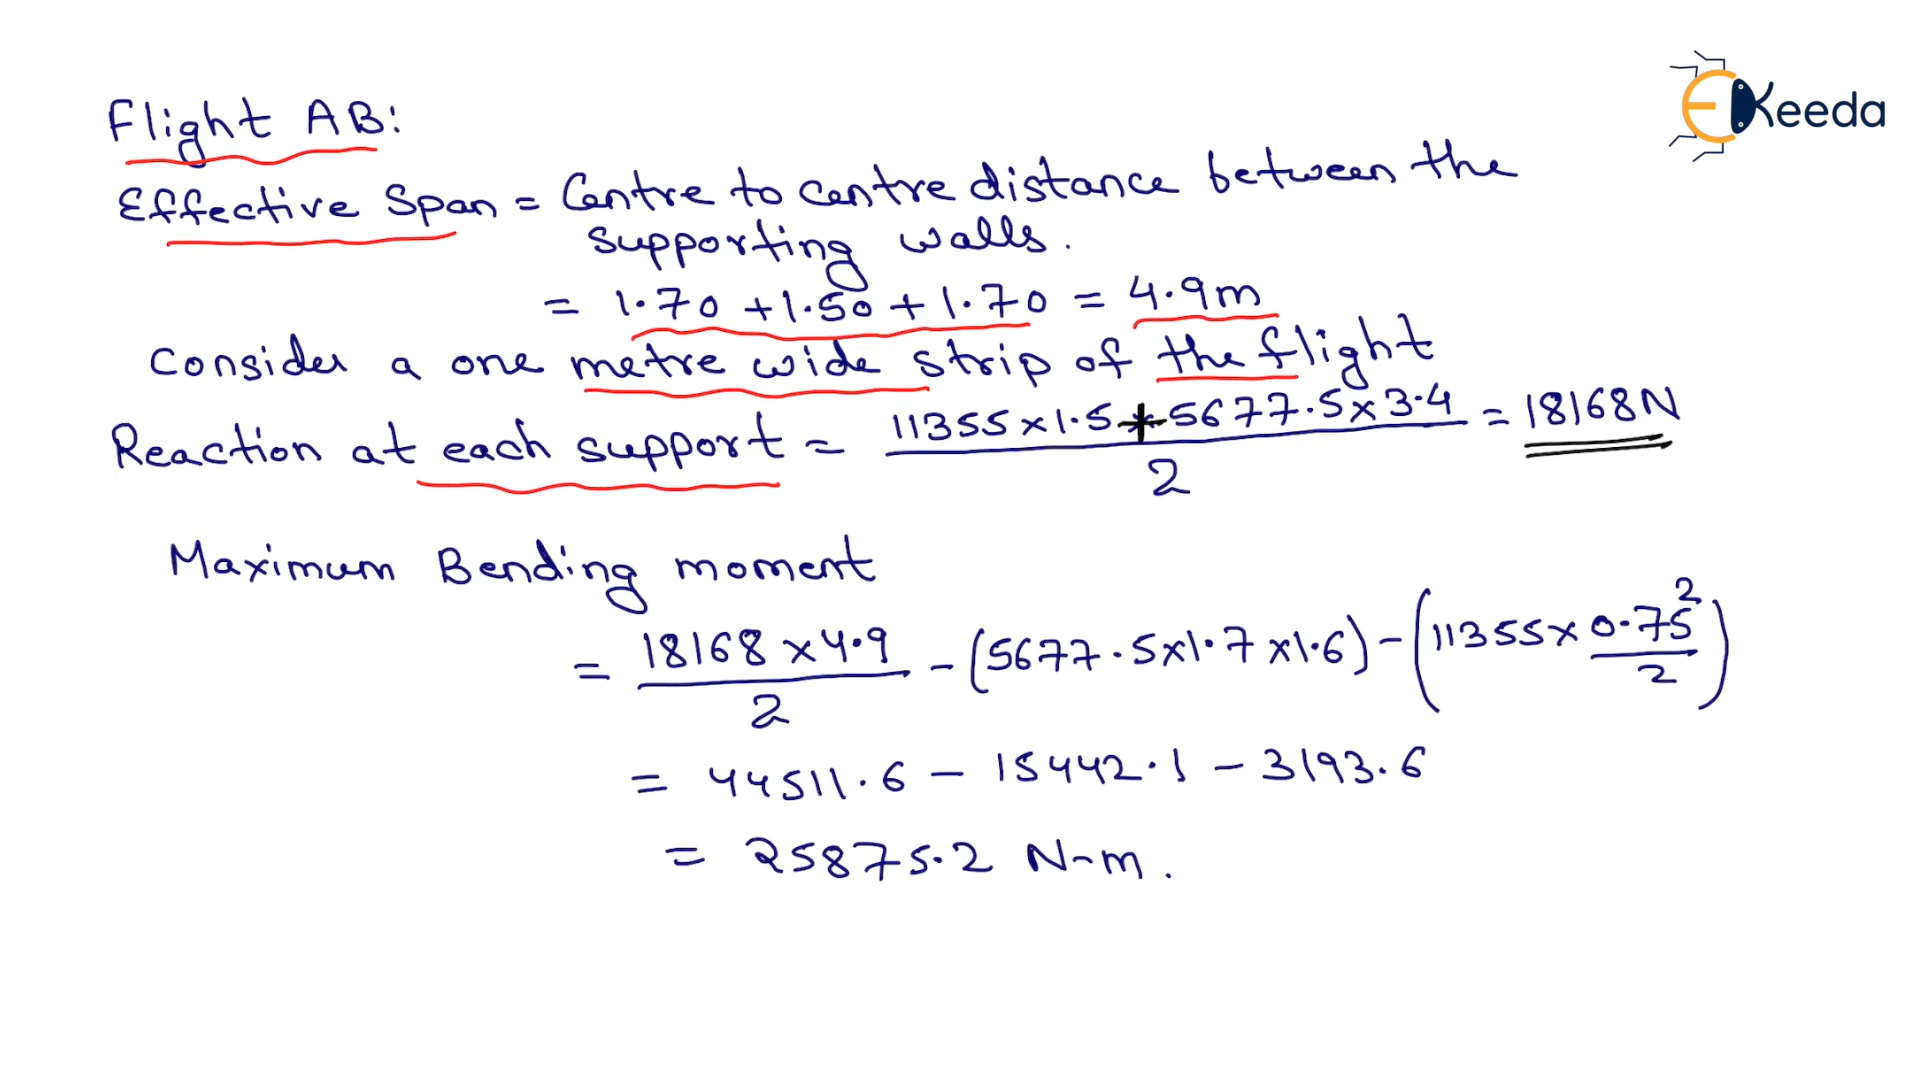 EKeeda
Flight AB:
Effective Span = Centre to centre distance between the
supporting walls.
= 1.70 + 1.50 + 1.70 = 4.9m
Consider a one metre wide strip of the flight
Reaction at each support = (11355 x 1.5 + 5677.5 x 3.4) / 2 = 18168N
Maximum Bending moment
= (18168 x 4.9) / 2 - (5677.5 x 1.7 x 1.6) - (11355 x 0.75² / 2)
= 44511.6 - 15442.1 - 3193.6
= 25875.2 N-m.